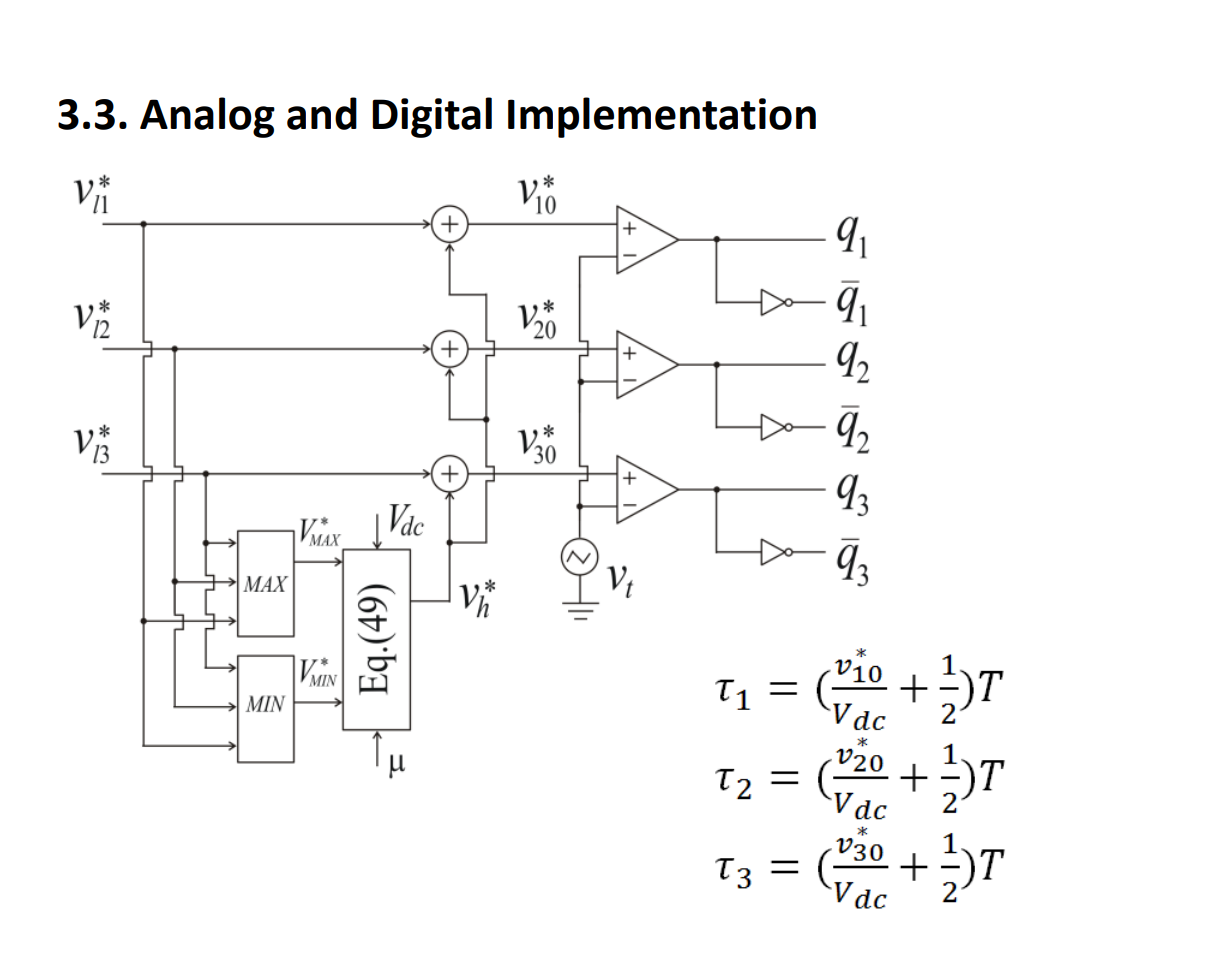 3.3. Analog and Digital Implementation
v*l1
v*10
+
+
−
q1
q̄1
v*l2
v*20
+
+
−
q2
q̄2
v*l3
v*30
+
+
−
q3
q̄3
V*MAX
Vdc
MAX
Eq.(49)
v*h
vt
V*MIN
MIN
μ
τ1 = (v*10/Vdc + 1/2)T
τ2 = (v*20/Vdc + 1/2)T
τ3 = (v*30/Vdc + 1/2)T